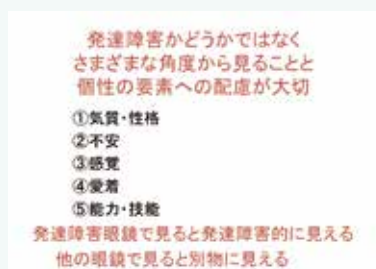 発達障害かどうかではなく
さまざまな角度から見ることと
個性の要素への配慮が大切
①気質・性格
②不安
③感覚
④愛着
⑤能力・技能
発達障害眼鏡で見ると発達障害的に見える
他の眼鏡で見ると別物に見える